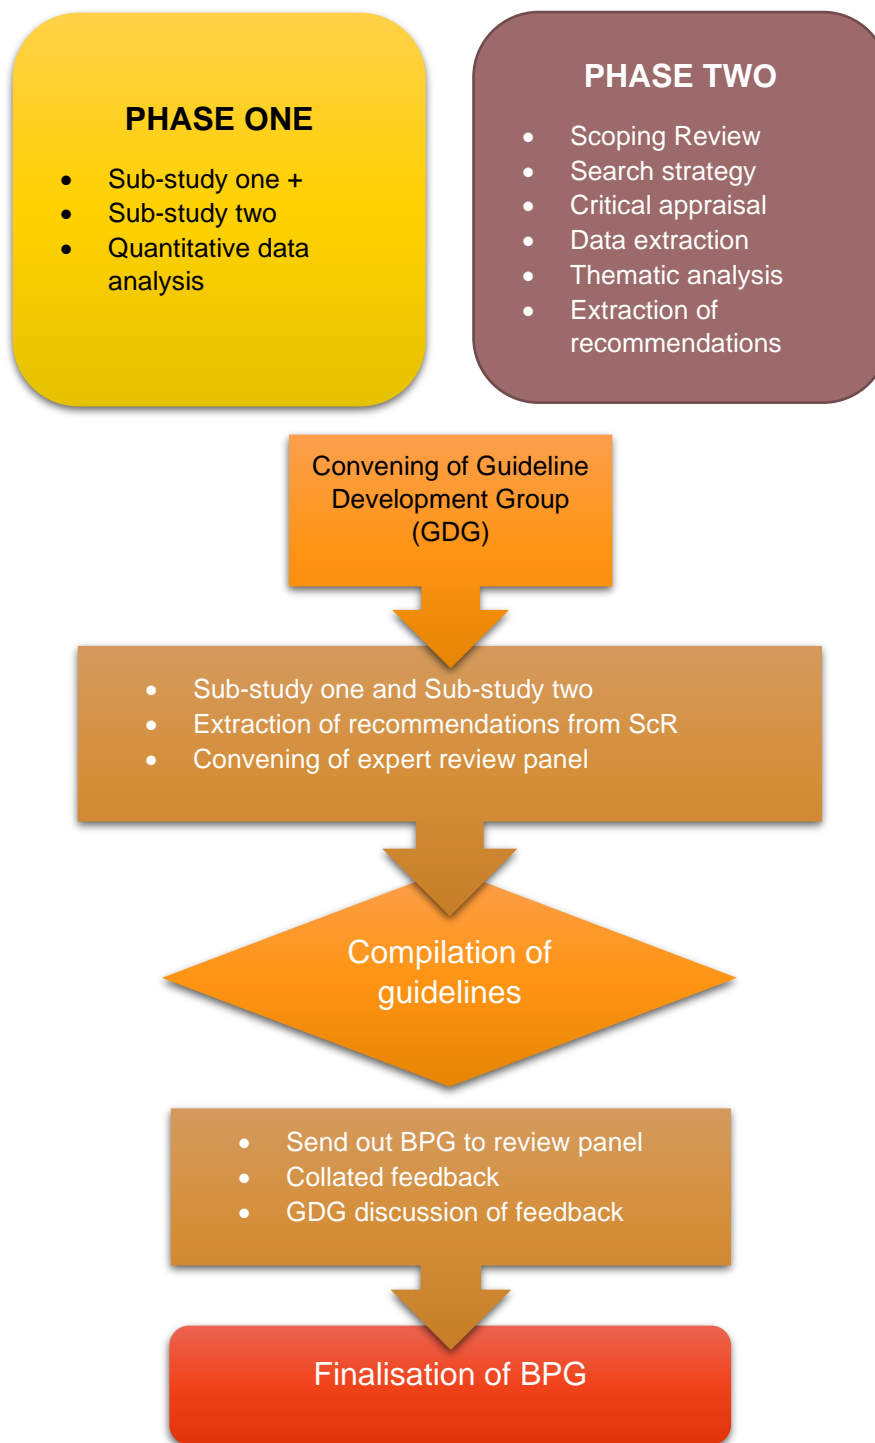 PHASE ONE
• Sub-study one +
• Sub-study two
• Quantitative data
analysis
PHASE TWO
• Scoping Review
• Search strategy
• Critical appraisal
• Data extraction
• Thematic analysis
• Extraction of
recommendations
Convening of Guideline
Development Group
(GDG)
• Sub-study one and Sub-study two
• Extraction of recommendations from ScR
• Convening of expert review panel
Compilation of
guidelines
• Send out BPG to review panel
• Collated feedback
• GDG discussion of feedback
Finalisation of BPG